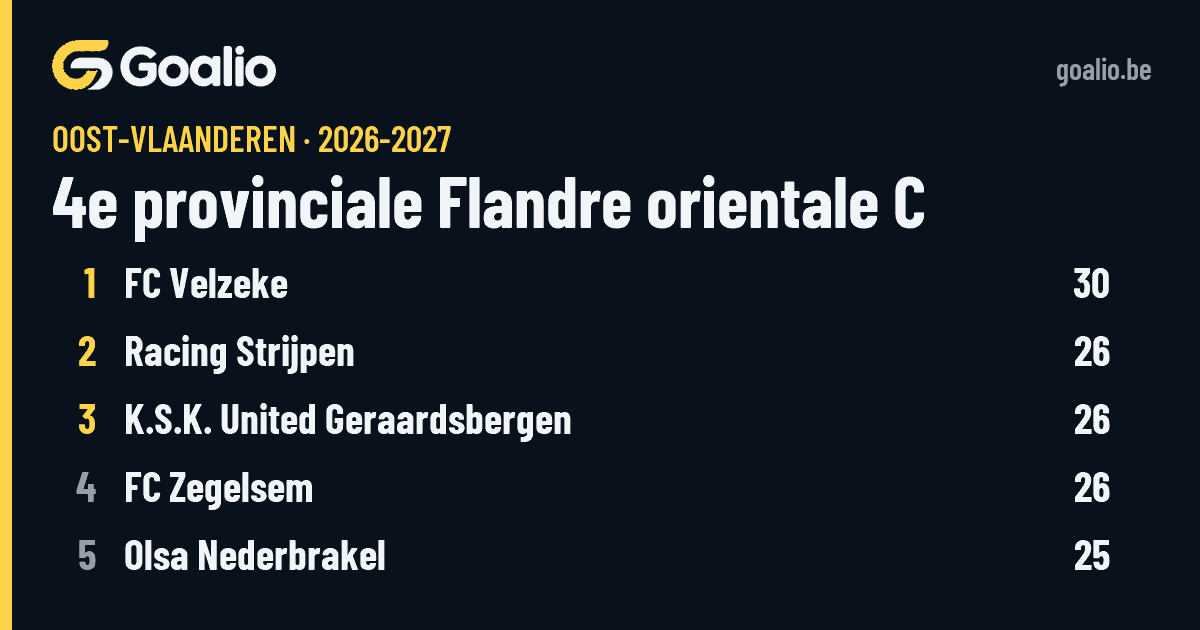 Goalio
goalio.be
OOST-VLAANDEREN · 2026-2027
4e provinciale Flandre orientale C
1 FC Velzeke 30
2 Racing Strijpen 26
3 K.S.K. United Geraardsbergen 26
4 FC Zegelsem 26
5 Olsa Nederbrakel 25